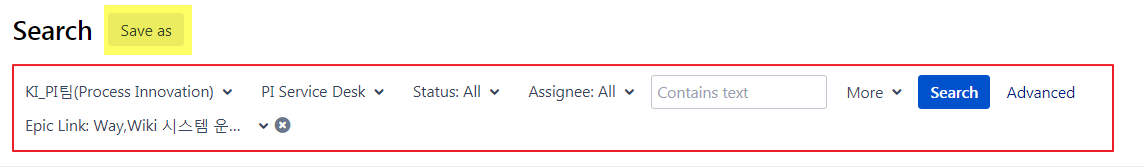 Search Save as
KI_PI팀(Process Innovation) PI Service Desk Status: All Assignee: All Contains text More Search Advanced
Epic Link: Way,Wiki 시스템 운...